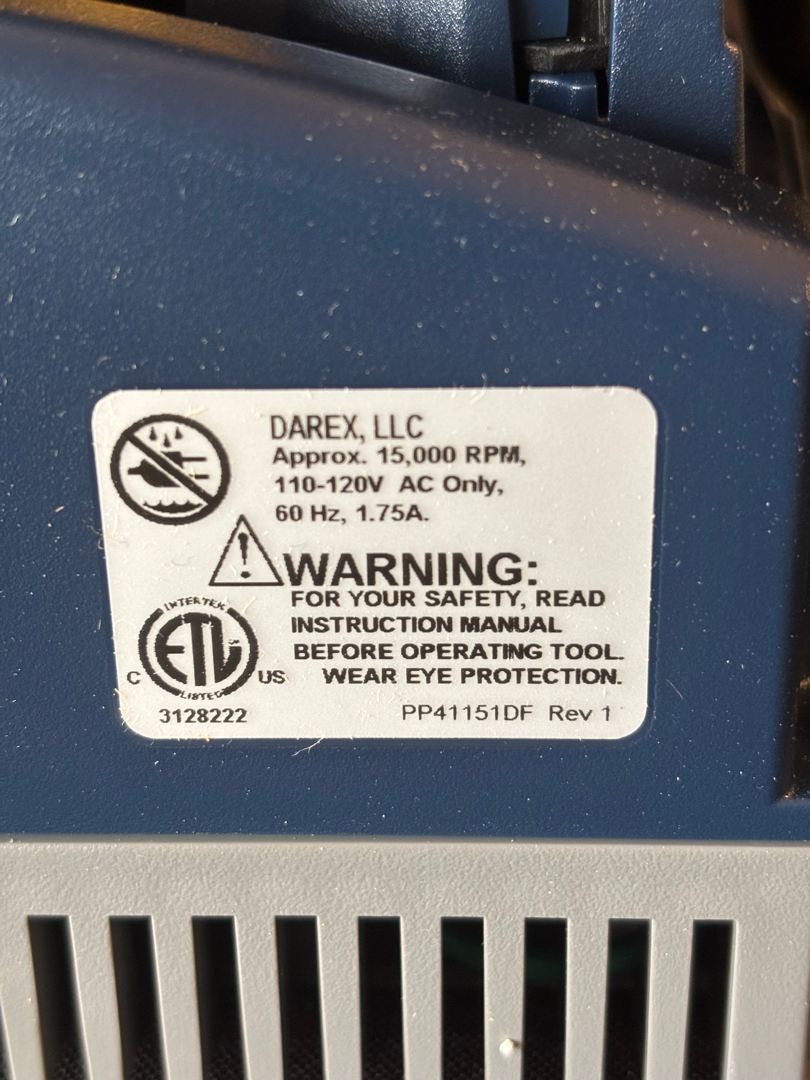 DAREX, LLC
Approx. 15,000 RPM,
110-120V AC Only,
60 Hz, 1.75A.
WARNING:
FOR YOUR SAFETY, READ
INSTRUCTION MANUAL
BEFORE OPERATING TOOL.
WEAR EYE PROTECTION.
INTERTEK
ETL
C US
LISTED
3128222
PP41151DF Rev 1